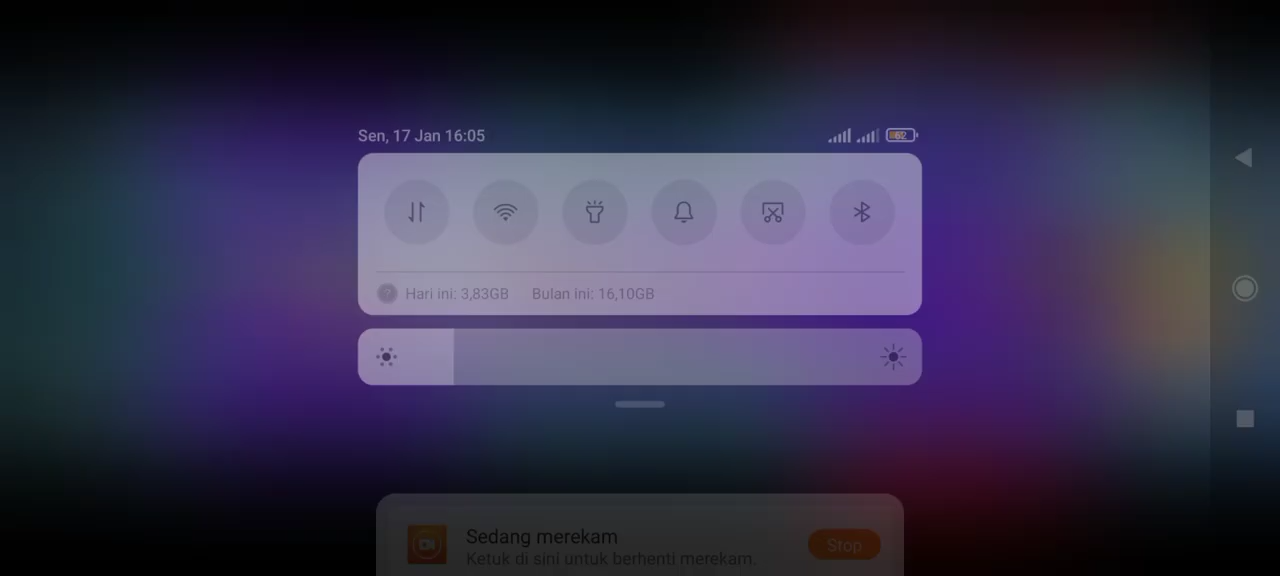 Sen, 17 Jan 16:05
62
Hari ini: 3,83GB Bulan ini: 16,10GB
Sedang merekam
Ketuk di sini untuk berhenti merekam.
Stop